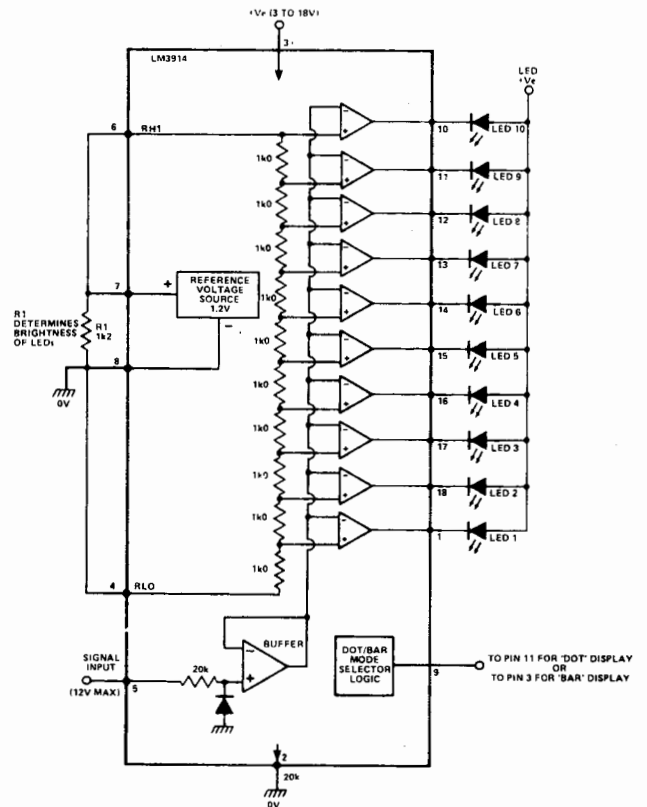 +Ve (3 TO 18V)
3
LM3914
LED
+Ve
6
RH1
10
LED 10
1k0
11
LED 9
1k0
12
LED 8
1k0
13
LED 7
7
+
REFERENCE
VOLTAGE
SOURCE
1.2V
−
1k0
14
LED 6
R1
DETERMINES
BRIGHTNESS
OF LEDs
R1
1k2
1k0
15
LED 5
8
0V
1k0
16
LED 4
1k0
17
LED 3
1k0
18
LED 2
1k0
1
LED 1
4
RLO
1k0
BUFFER
SIGNAL
INPUT
(12V MAX)
5
20k
−
+
DOT/BAR
MODE
SELECTOR
LOGIC
9
TO PIN 11 FOR 'DOT' DISPLAY
OR
TO PIN 3 FOR 'BAR' DISPLAY
2
20k
0V